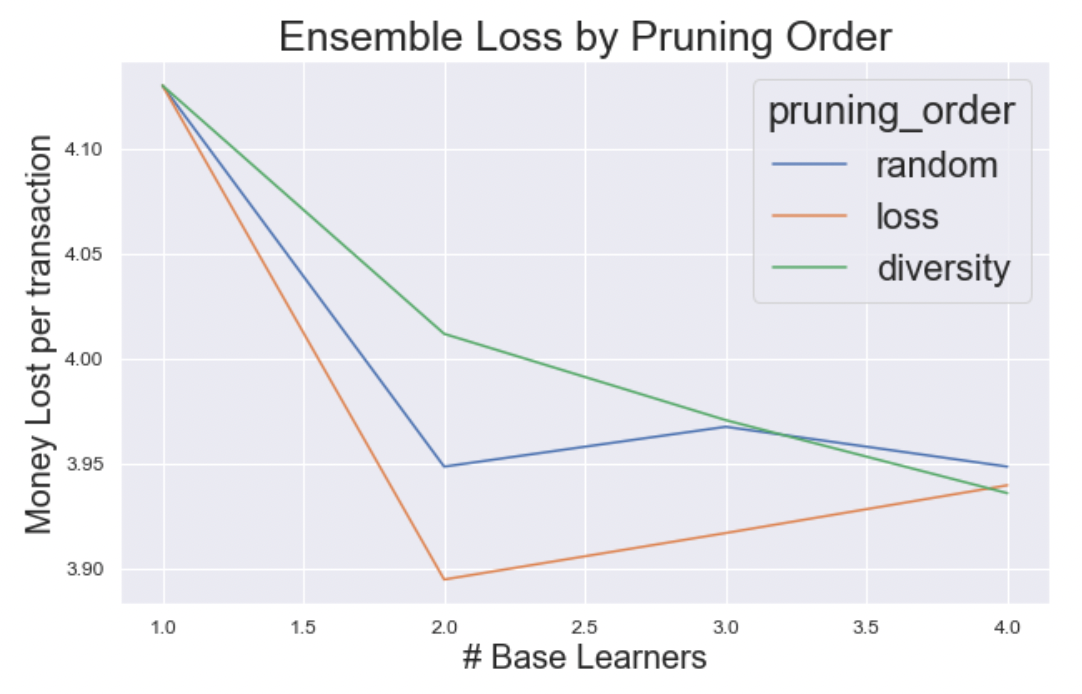 Ensemble Loss by Pruning Order
Money Lost per transaction
4.10
4.05
4.00
3.95
3.90
pruning_order
random
loss
diversity
1.0 1.5 2.0 2.5 3.0 3.5 4.0
# Base Learners